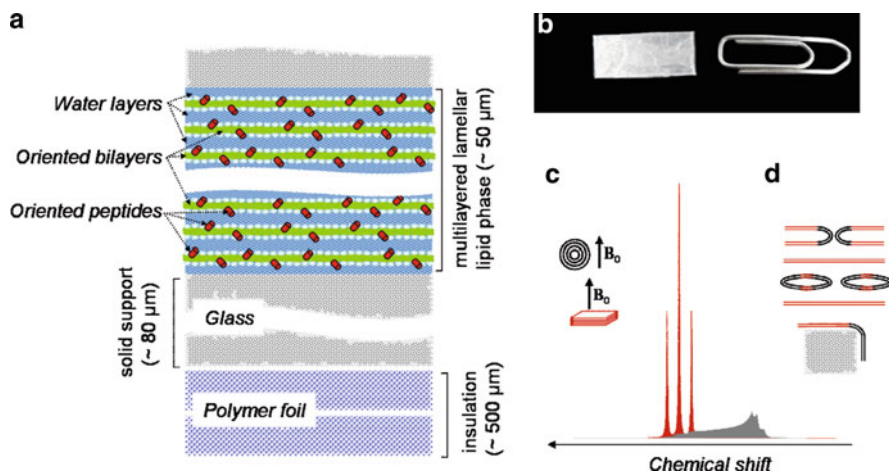 a
Water layers
Oriented bilayers
Oriented peptides
multilayered lamellar
lipid phase (~ 50 µm)
solid support
(~ 80 µm)
Glass
Polymer foil
insulation
(~ 500 µm)
b
c
B₀
B₀
Chemical shift
d